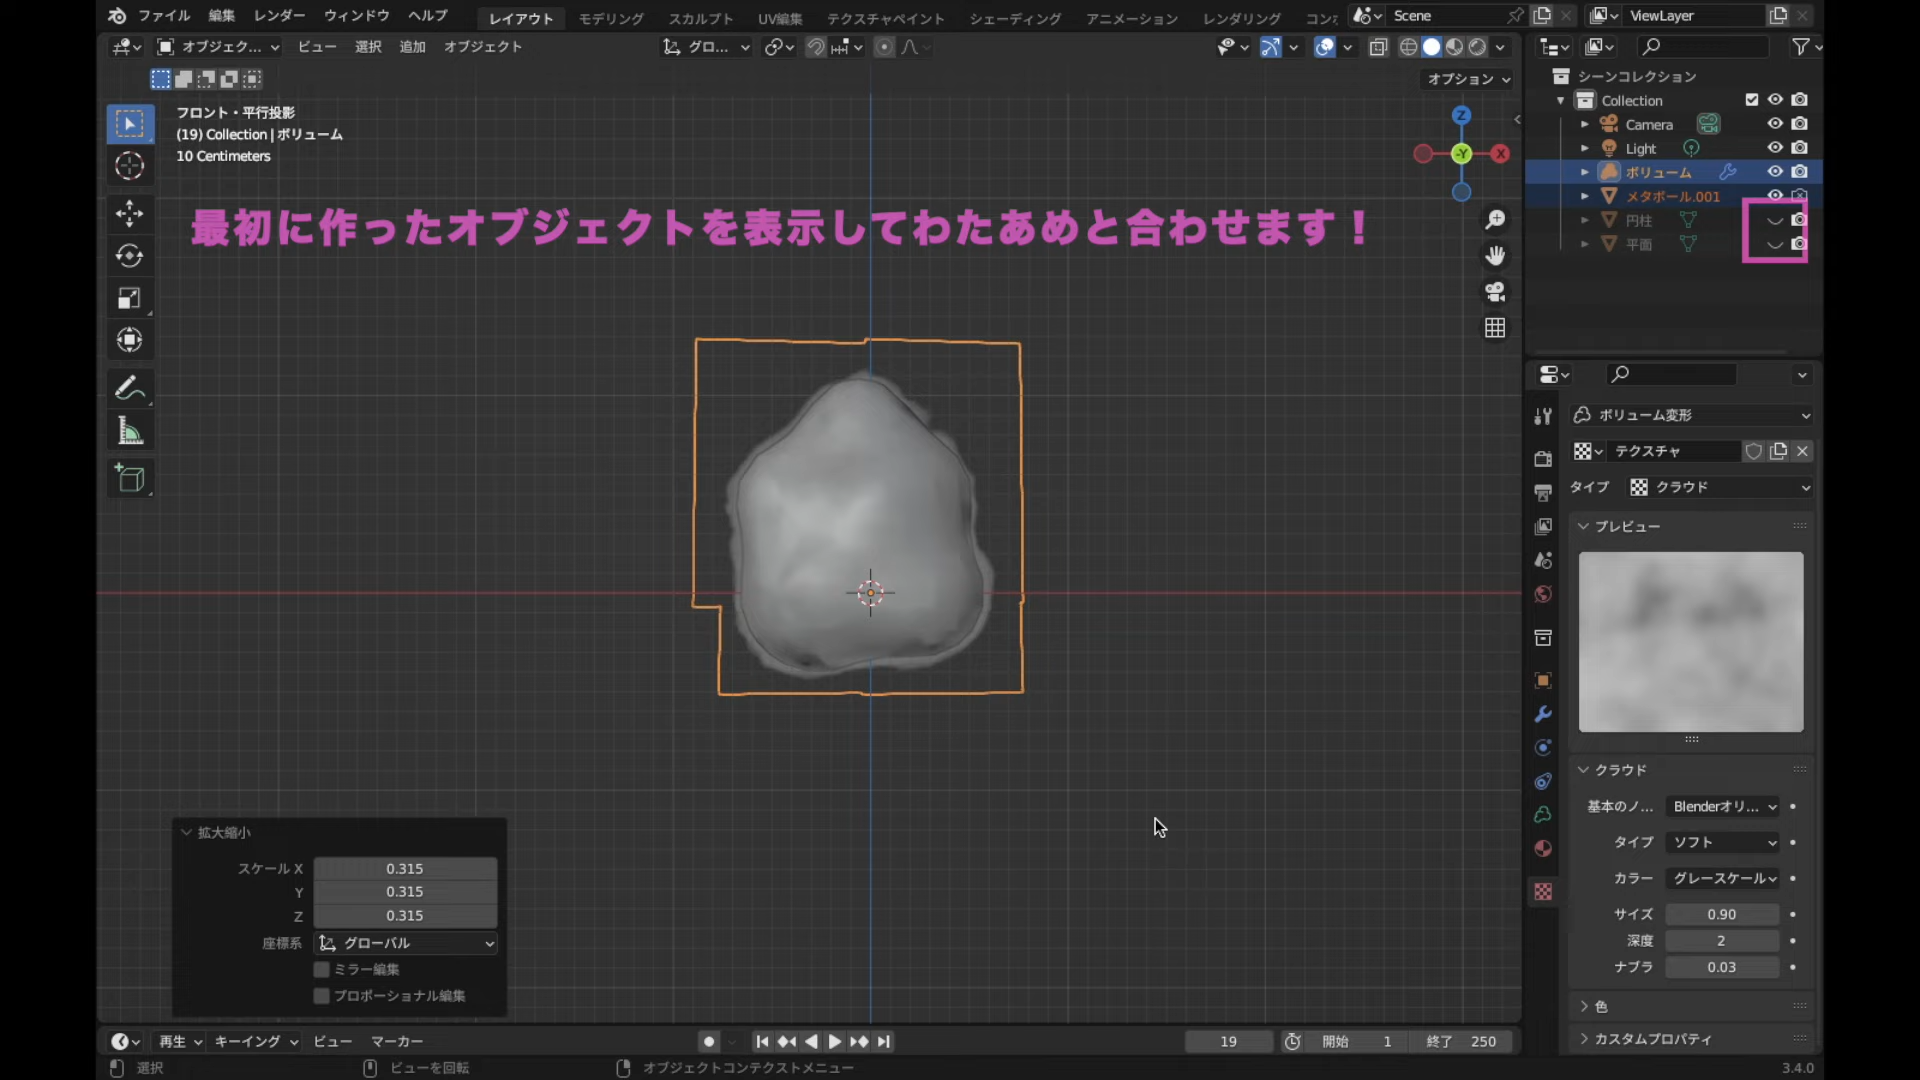 ファイル 編集 レンダー ウィンドウ ヘルプ レイアウト モデリング スカルプト UV編集 テクスチャペイント シェーディング アニメーション レンダリング コンポ Scene ViewLayer
オブジェク... ビュー 選択 追加 オブジェクト グロ...
オプション
フロント・平行投影
(19) Collection | ボリューム
10 Centimeters
Z
-Y
X
最初に作ったオブジェクトを表示してわたあめと合わせます!
シーンコレクション
Collection
Camera
Light
ボリューム
メタボール.001
円柱
平面
ボリューム変形
テクスチャ
タイプ クラウド
プレビュー
クラウド
基本のノ... Blenderオリ...
タイプ ソフト
カラー グレースケール
サイズ 0.90
深度 2
ナブラ 0.03
色
カスタムプロパティ
拡大縮小
スケール X 0.315
Y 0.315
Z 0.315
座標系 グローバル
ミラー編集
プロポーショナル編集
再生 キーイング ビュー マーカー 19 開始 1 終了 250
選択 ビューを回転 オブジェクトコンテクストメニュー 3.4.0